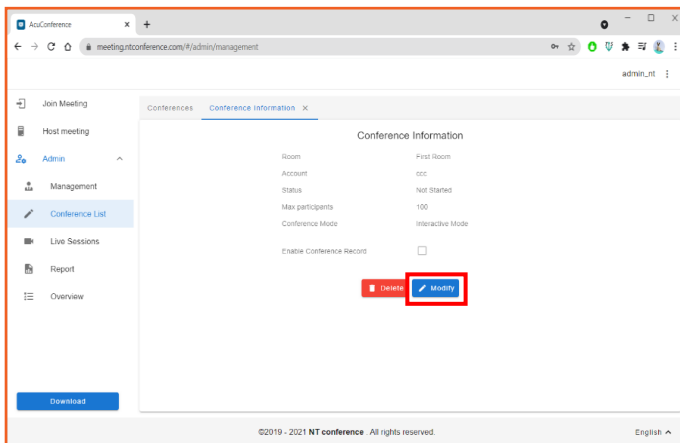 AcuConference
meeting.ntconference.com/#/admin/management
admin_nt
Join Meeting
Host meeting
Admin
Management
Conference List
Live Sessions
Report
Overview
Download
Conferences
Conference Information
Conference Information
Room First Room
Account ccc
Status Not Started
Max participants 100
Conference Mode Interactive Mode
Enable Conference Record
Delete
Modify
©2019 - 2021 NT conference . All rights reserved.
English